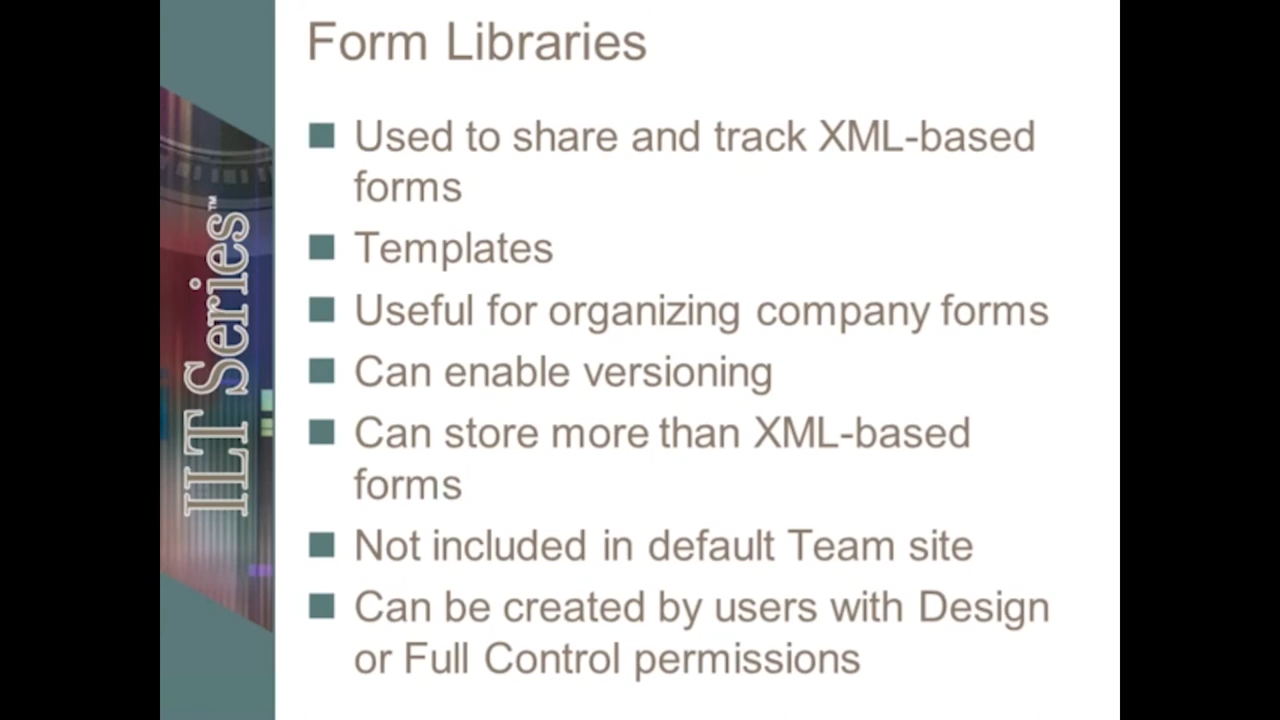 Form Libraries
Used to share and track XML-based
forms
Templates
Useful for organizing company forms
Can enable versioning
Can store more than XML-based
forms
Not included in default Team site
Can be created by users with Design
or Full Control permissions
ILT Series™